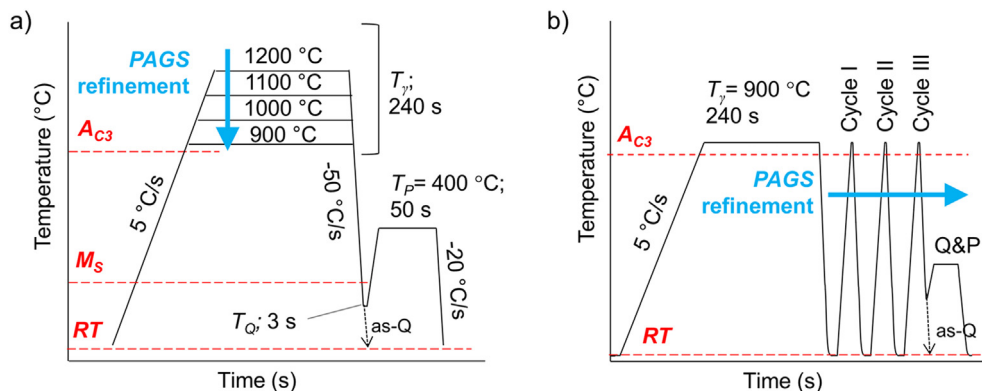 a)
Temperature (°C)
PAGS
refinement
1200 °C
1100 °C
1000 °C
900 °C
Tγ;
240 s
AC3
5 °C/s
-50 °C/s
TP= 400 °C;
50 s
-20 °C/s
MS
TQ; 3 s
as-Q
RT
Time (s)
b)
Temperature (°C)
Tγ = 900 °C
240 s
Cycle I
Cycle II
Cycle III
AC3
5 °C/s
PAGS
refinement
Q&P
as-Q
RT
Time (s)